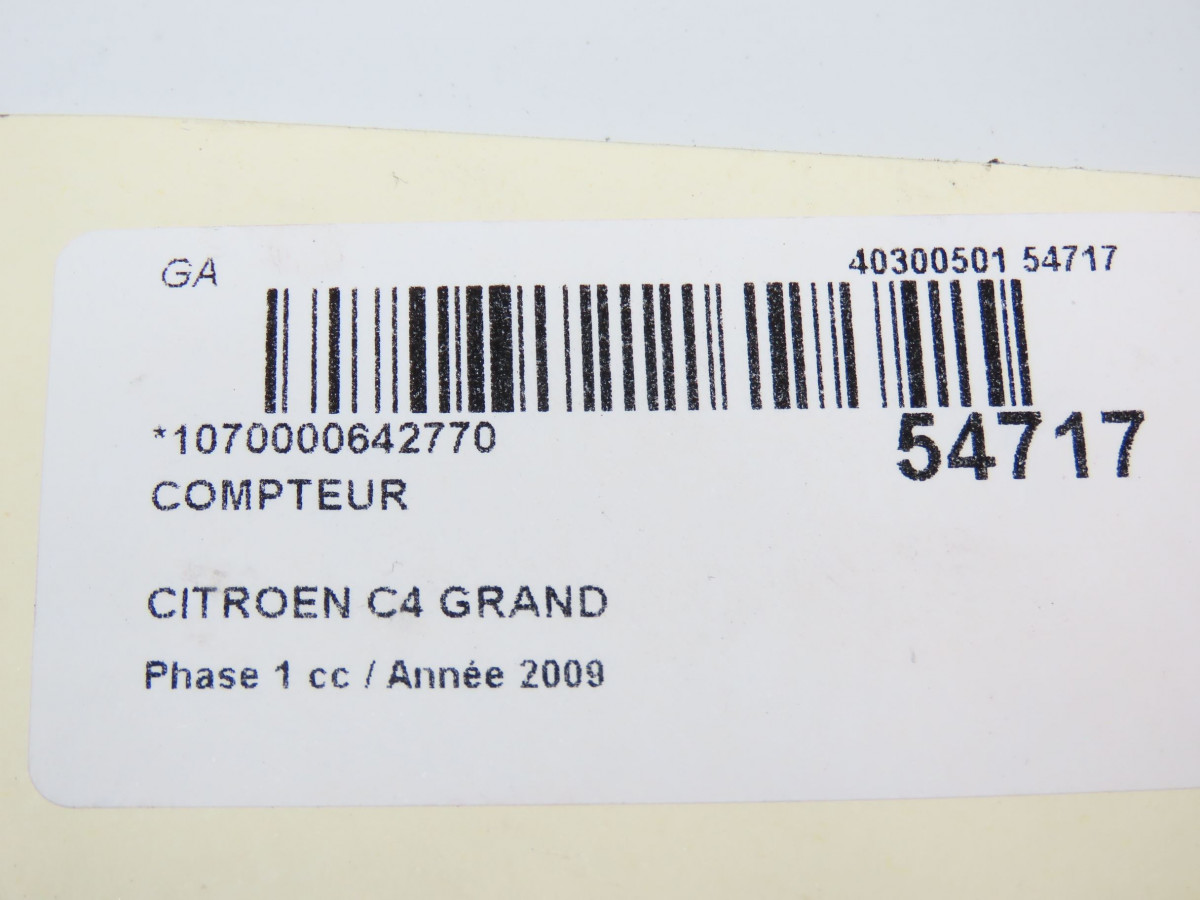 GA
40300501 54717
*1070000642770
54717
COMPTEUR
CITROEN C4 GRAND
Phase 1 cc / Année 2009